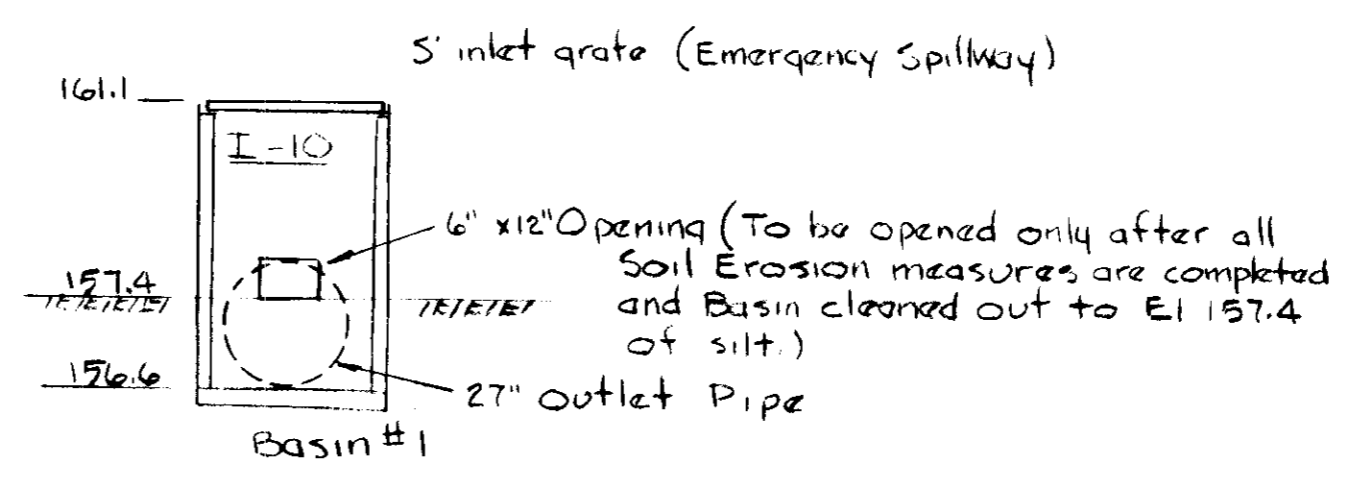 5' inlet grate (Emergency Spillway)
161.1
I-10
6" x12" Opening (To be opened only after all
Soil Erosion measures are completed
157.4
and Basin cleaned out to El 157.4
of silt.)
156.6
27" Outlet Pipe
Basin #1